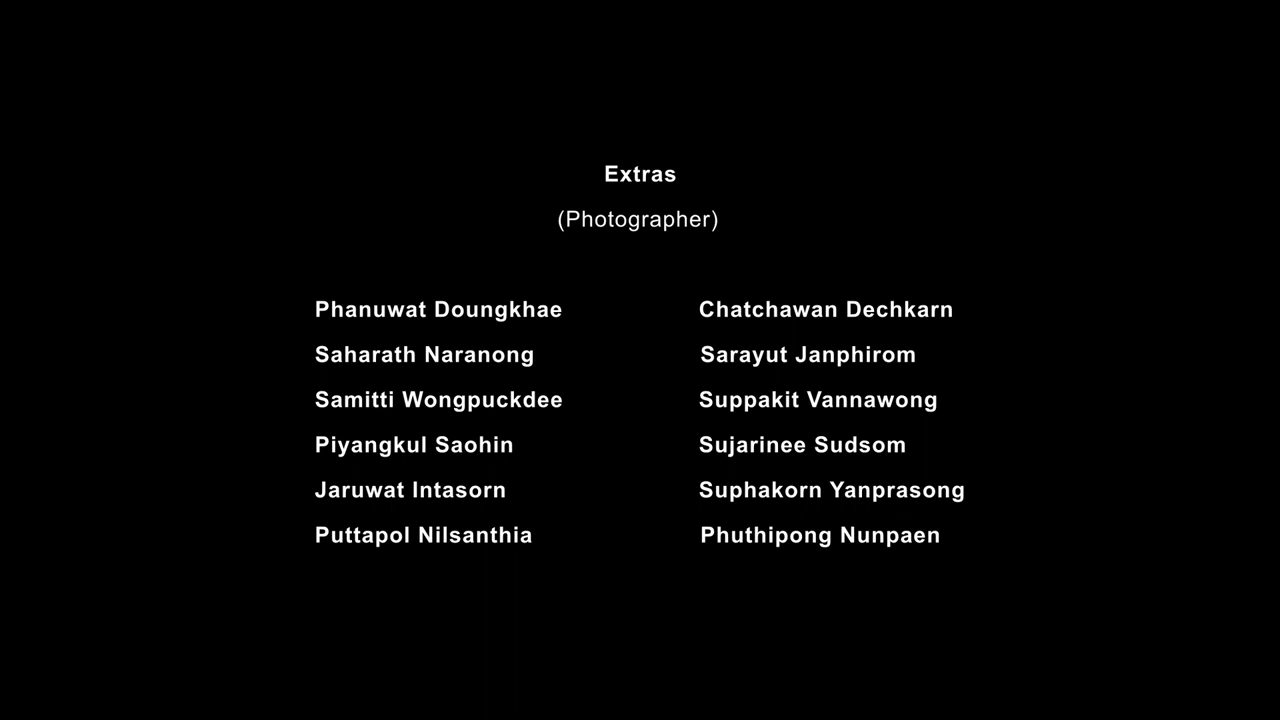 Extras
(Photographer)
Phanuwat Doungkhae
Saharath Naranong
Samitti Wongpuckdee
Piyangkul Saohin
Jaruwat Intasorn
Puttapol Nilsanthia
Chatchawan Dechkarn
Sarayut Janphirom
Suppakit Vannawong
Sujarinee Sudsom
Suphakorn Yanprasong
Phuthipong Nunpaen